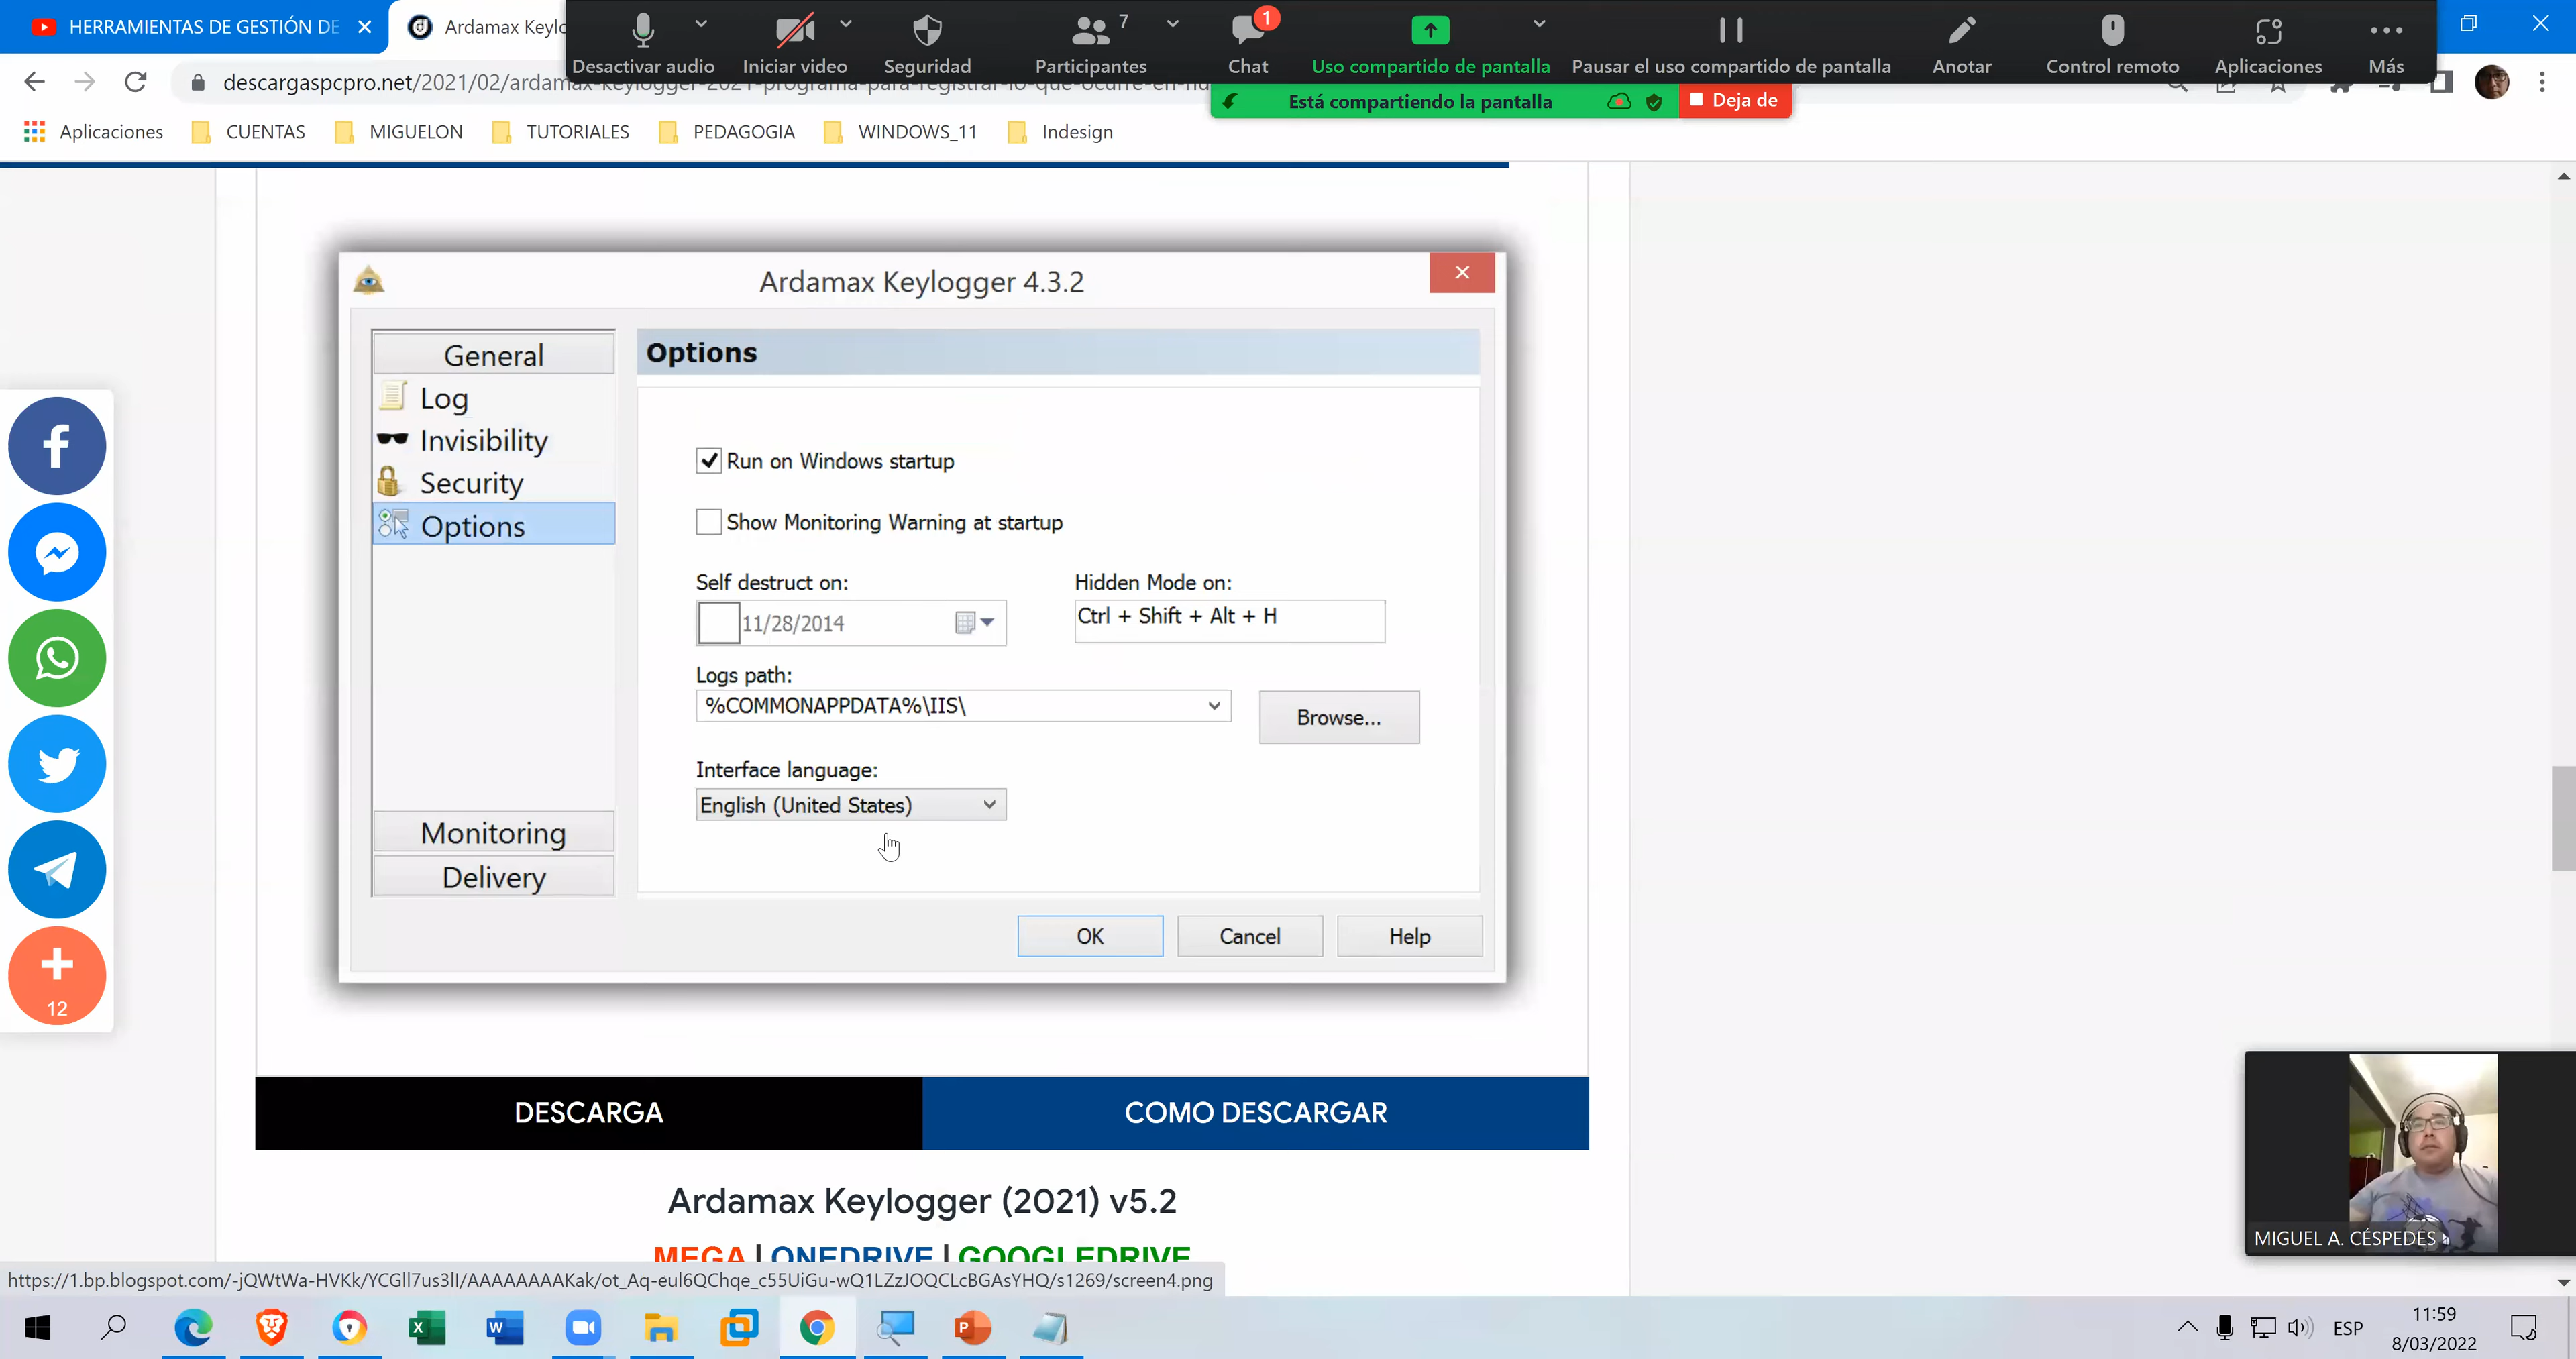 HERRAMIENTAS DE GESTIÓN DE
Ardamax Keylo
Desactivar audio
Iniciar video
Seguridad
7
Participantes
1
Chat
Uso compartido de pantalla
Pausar el uso compartido de pantalla
Anotar
Control remoto
Aplicaciones
Más
descargaspcpro.net/2021/02/ardamax-keylogger-2021-programa-para-registrar-lo-que-ocurre-en-nu
Está compartiendo la pantalla
Deja de
Aplicaciones
CUENTAS
MIGUELON
TUTORIALES
PEDAGOGIA
WINDOWS_11
Indesign
Ardamax Keylogger 4.3.2
General
Log
Invisibility
Security
Options
Monitoring
Delivery
Options
Run on Windows startup
Show Monitoring Warning at startup
Self destruct on:
11/28/2014
Hidden Mode on:
Ctrl + Shift + Alt + H
Logs path:
%COMMONAPPDATA%\IIS\
Browse...
Interface language:
English (United States)
OK
Cancel
Help
12
DESCARGA
COMO DESCARGAR
Ardamax Keylogger (2021) v5.2
MEGA | ONEDRIVE | GOOGLEDRIVE
MIGUEL A. CÉSPEDES
https://1.bp.blogspot.com/-jQWtWa-HVKk/YCGll7us3lI/AAAAAAAAKak/ot_Aq-eul6QChqe_c55UiGu-wQ1LZzJOQCLcBGAsYHQ/s1269/screen4.png
ESP
11:59
8/03/2022